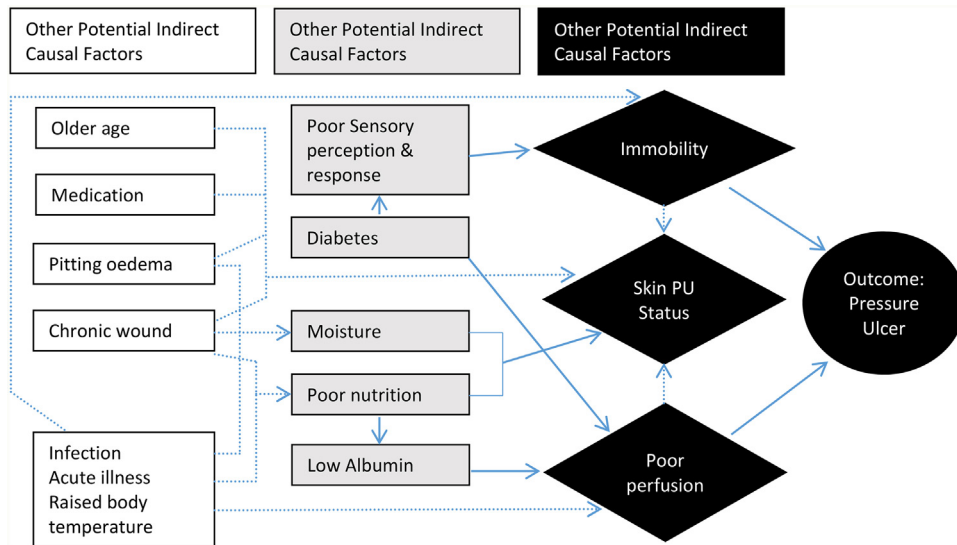 Other Potential Indirect
Causal Factors
Other Potential Indirect
Causal Factors
Other Potential Indirect
Causal Factors
Older age
Medication
Pitting oedema
Chronic wound
Infection
Acute illness
Raised body
temperature
Poor Sensory
perception &
response
Diabetes
Moisture
Poor nutrition
Low Albumin
Immobility
Skin PU
Status
Poor
perfusion
Outcome:
Pressure
Ulcer